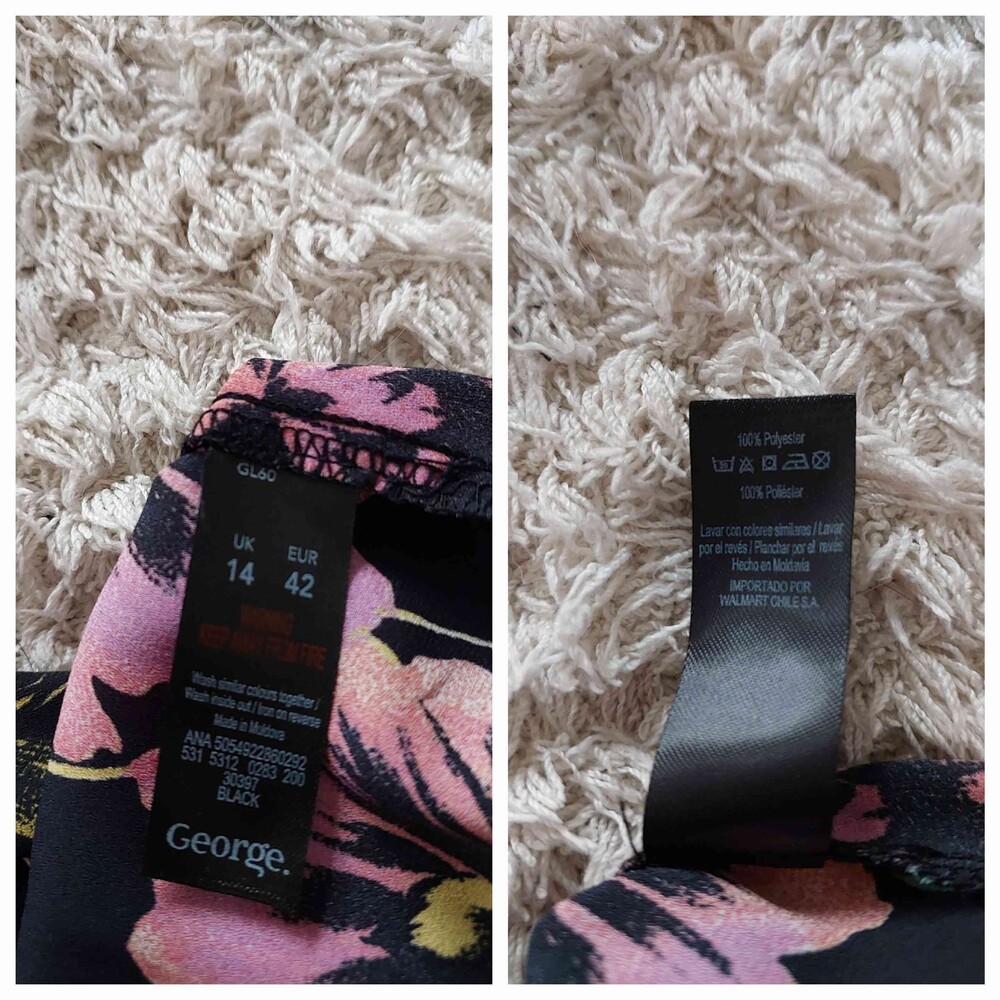 GL60
UK EUR
14 42
WARNING
KEEP AWAY FROM FIRE
Wash similar colours together /
Wash inside out / Iron on reverse
Made in Moldova
ANA 5054922860292
531 5312 0283 200
30397
BLACK
George.
100% Polyester
100% Poliéster
Lavar con colores similares / Lavar
por el revés / Planchar por el revés
Hecho en Moldavia
IMPORTADO POR
WALMART CHILE S.A.